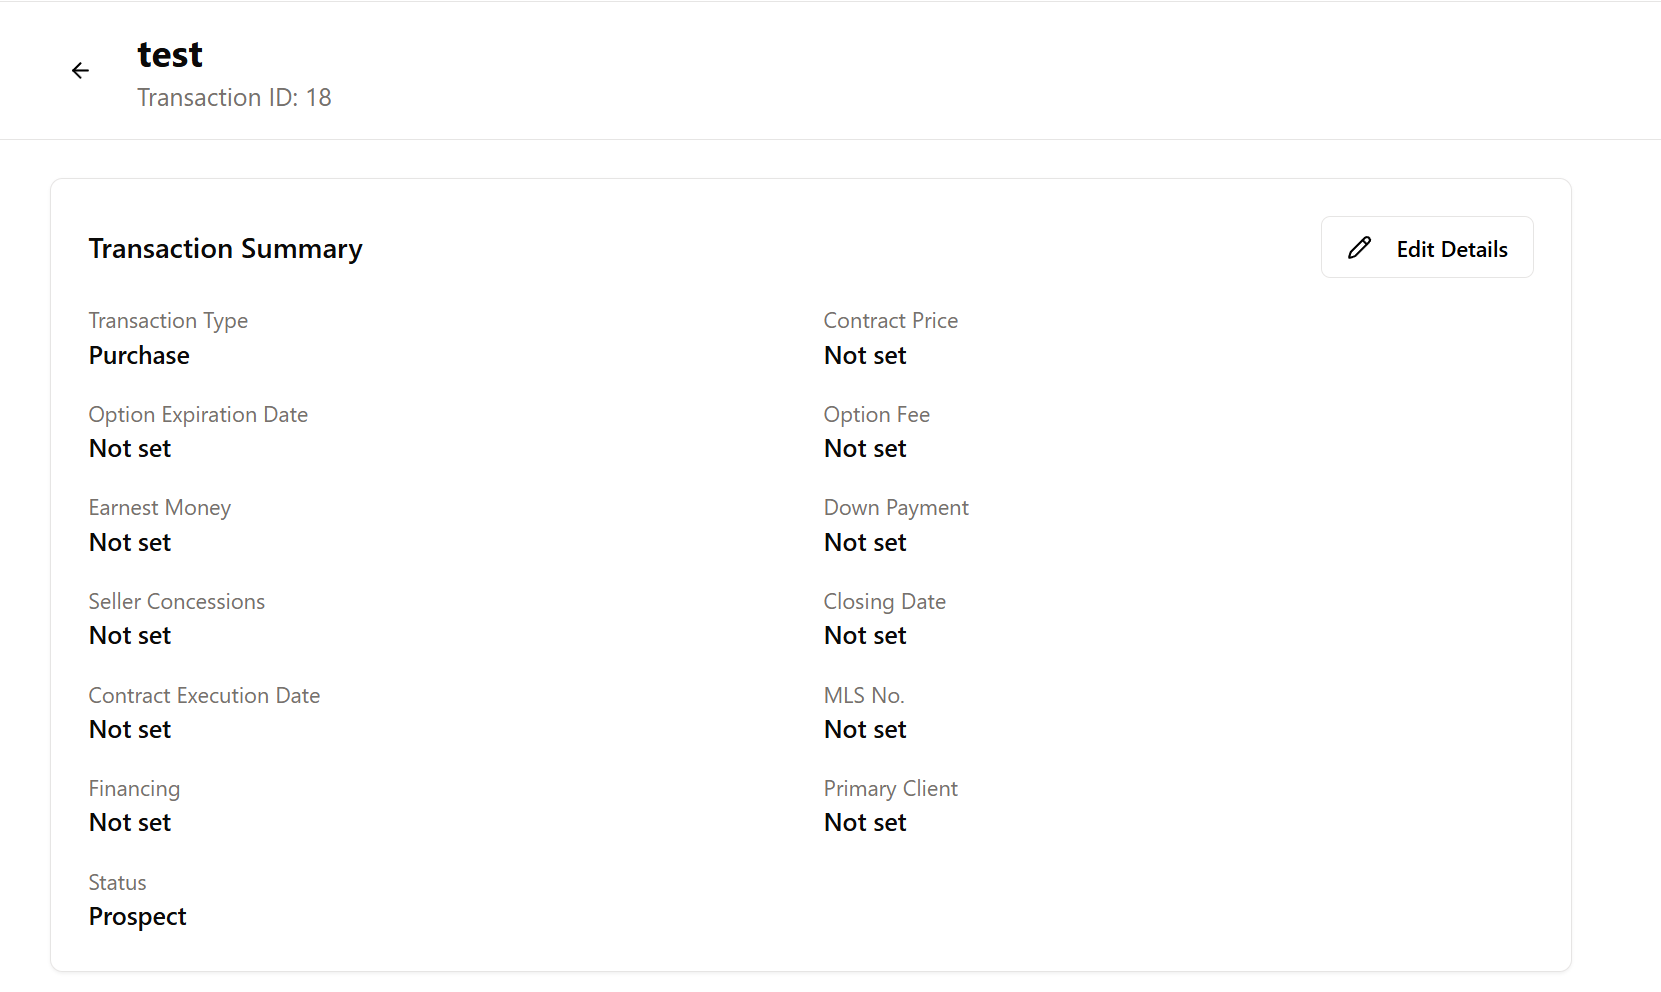 test
Transaction ID: 18
Transaction Summary
Edit Details
Transaction Type
Purchase
Contract Price
Not set
Option Expiration Date
Not set
Option Fee
Not set
Earnest Money
Not set
Down Payment
Not set
Seller Concessions
Not set
Closing Date
Not set
Contract Execution Date
Not set
MLS No.
Not set
Financing
Not set
Primary Client
Not set
Status
Prospect